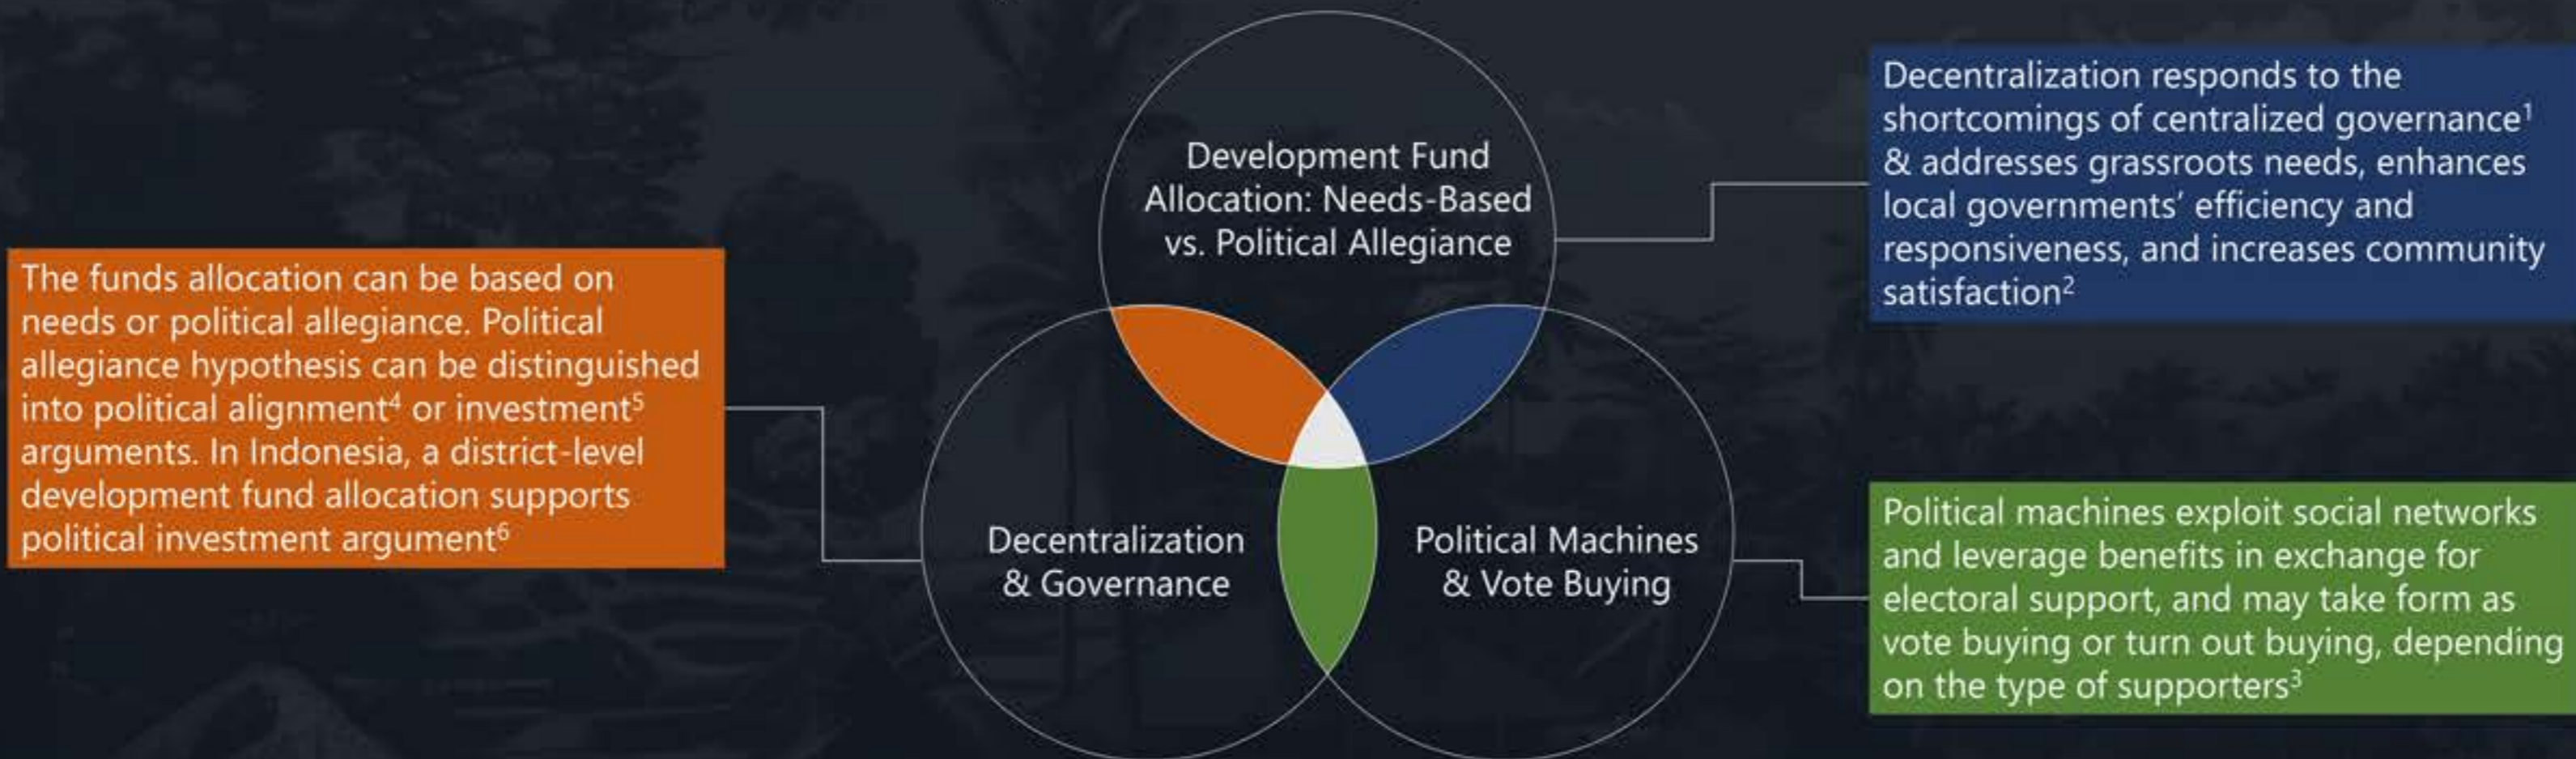 Development Fund
Allocation: Needs-Based
vs. Political Allegiance
Decentralization responds to the
shortcomings of centralized governance¹
& addresses grassroots needs, enhances
local governments' efficiency and
responsiveness, and increases community
satisfaction²
The funds allocation can be based on
needs or political allegiance. Political
allegiance hypothesis can be distinguished
into political alignment⁴ or investment⁵
arguments. In Indonesia, a district-level
development fund allocation supports
political investment argument⁶
Decentralization
& Governance
Political Machines
& Vote Buying
Political machines exploit social networks
and leverage benefits in exchange for
electoral support, and may take form as
vote buying or turn out buying, depending
on the type of supporters³